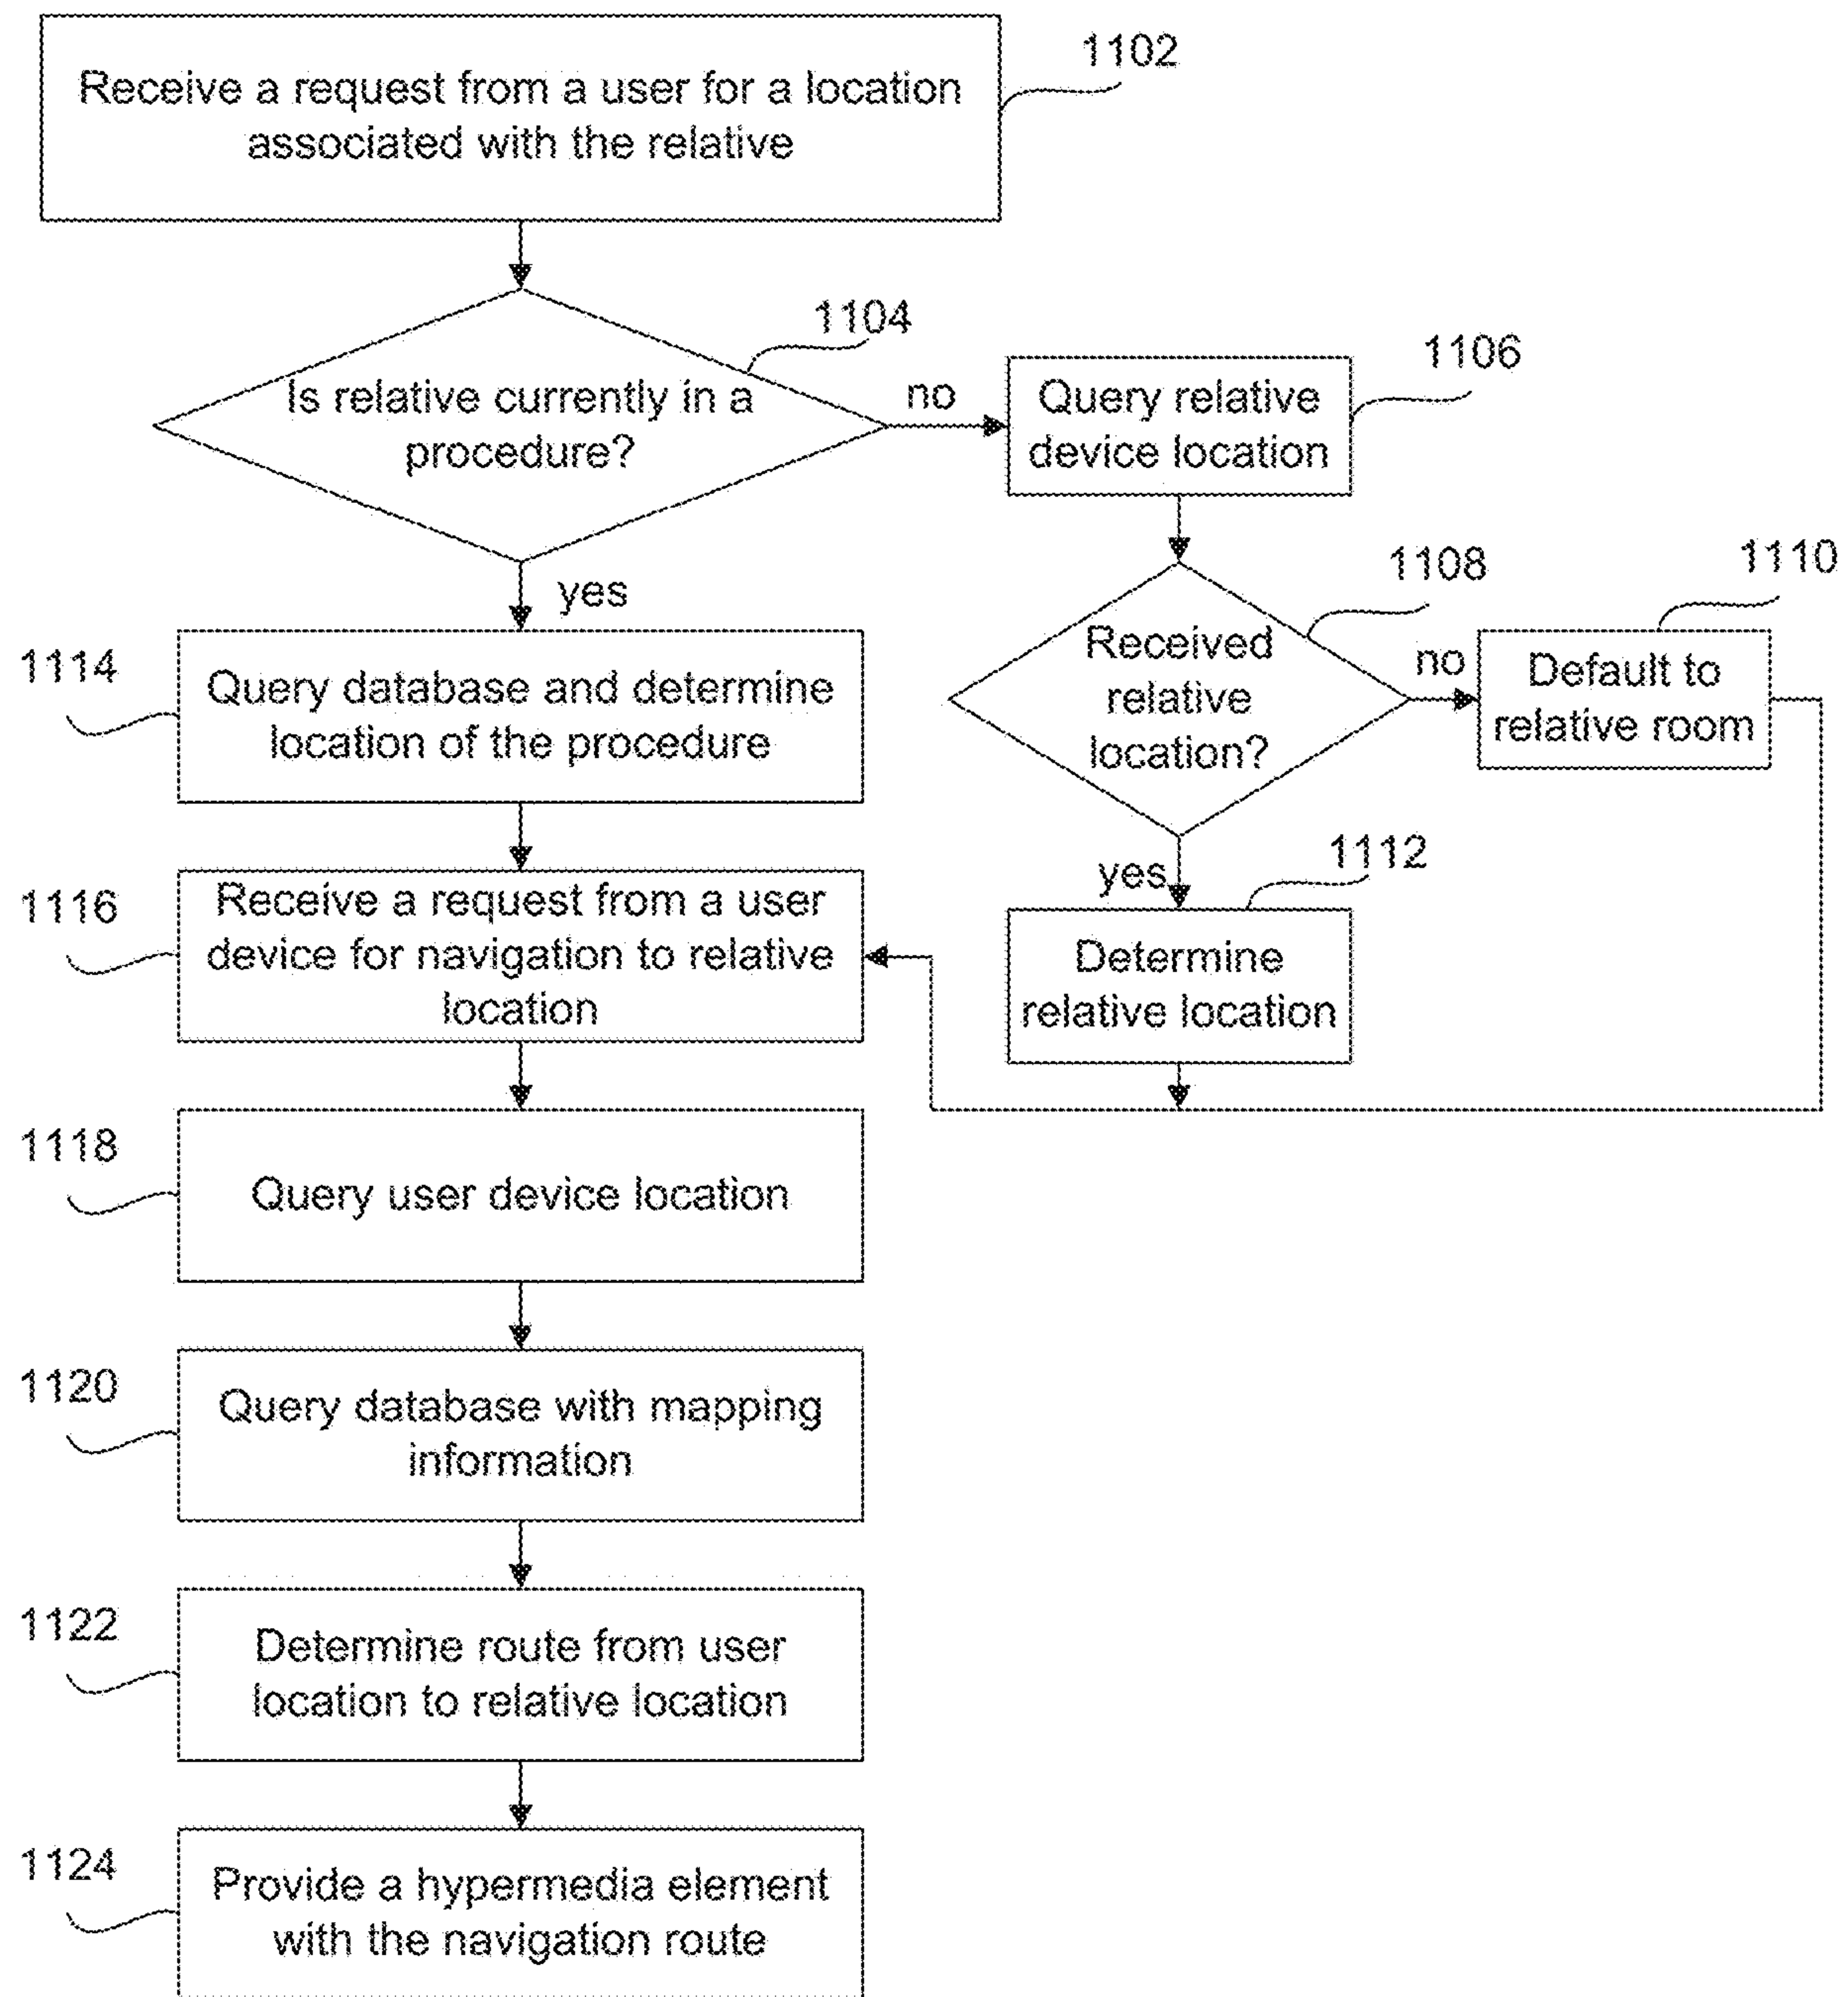 Receive a request from a user for a location
associated with the relative
1102
Is relative currently in a
procedure?
1104
no
Query relative
device location
1106
yes
Received
relative
location?
1108
no
Default to
relative room
1110
yes
Determine
relative location
1112
1114
Query database and determine
location of the procedure
1116
Receive a request from a user
device for navigation to relative
location
1118
Query user device location
1120
Query database with mapping
information
1122
Determine route from user
location to relative location
1124
Provide a hypermedia element
with the navigation route